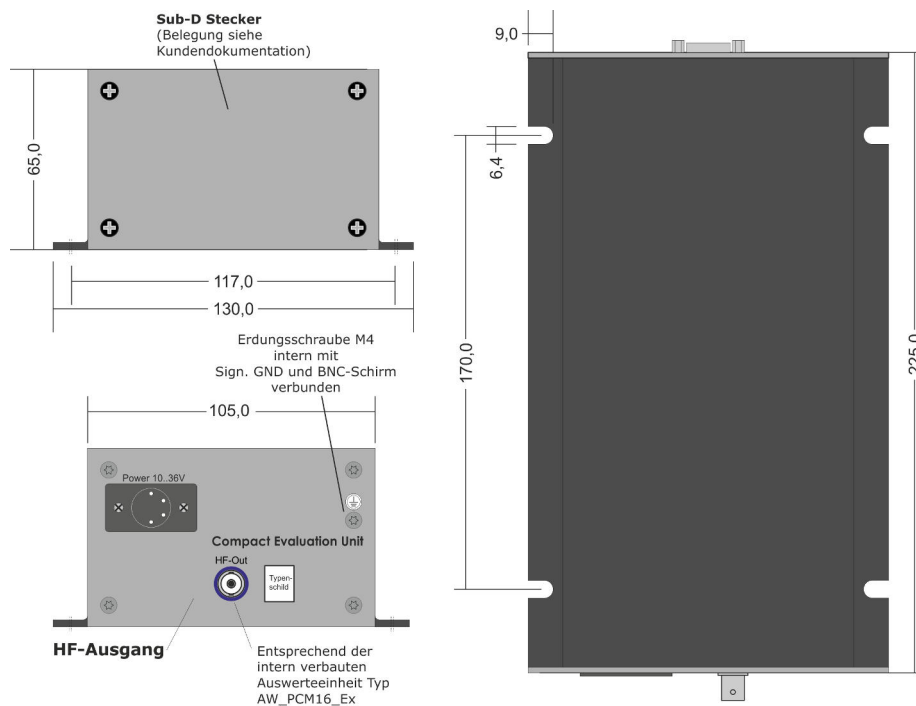 Sub-D Stecker
(Belegung siehe
Kundendokumentation)
65,0
117,0
130,0
Erdungsschraube M4
intern mit
Sign. GND und BNC-Schirm
verbunden
105,0
Power 10..36V
Compact Evaluation Unit
HF-Out
Typen-
schild
HF-Ausgang
Entsprechend der
intern verbauten
Auswerteeinheit Typ
AW_PCM16_Ex
9,0
6,4
170,0
225,0